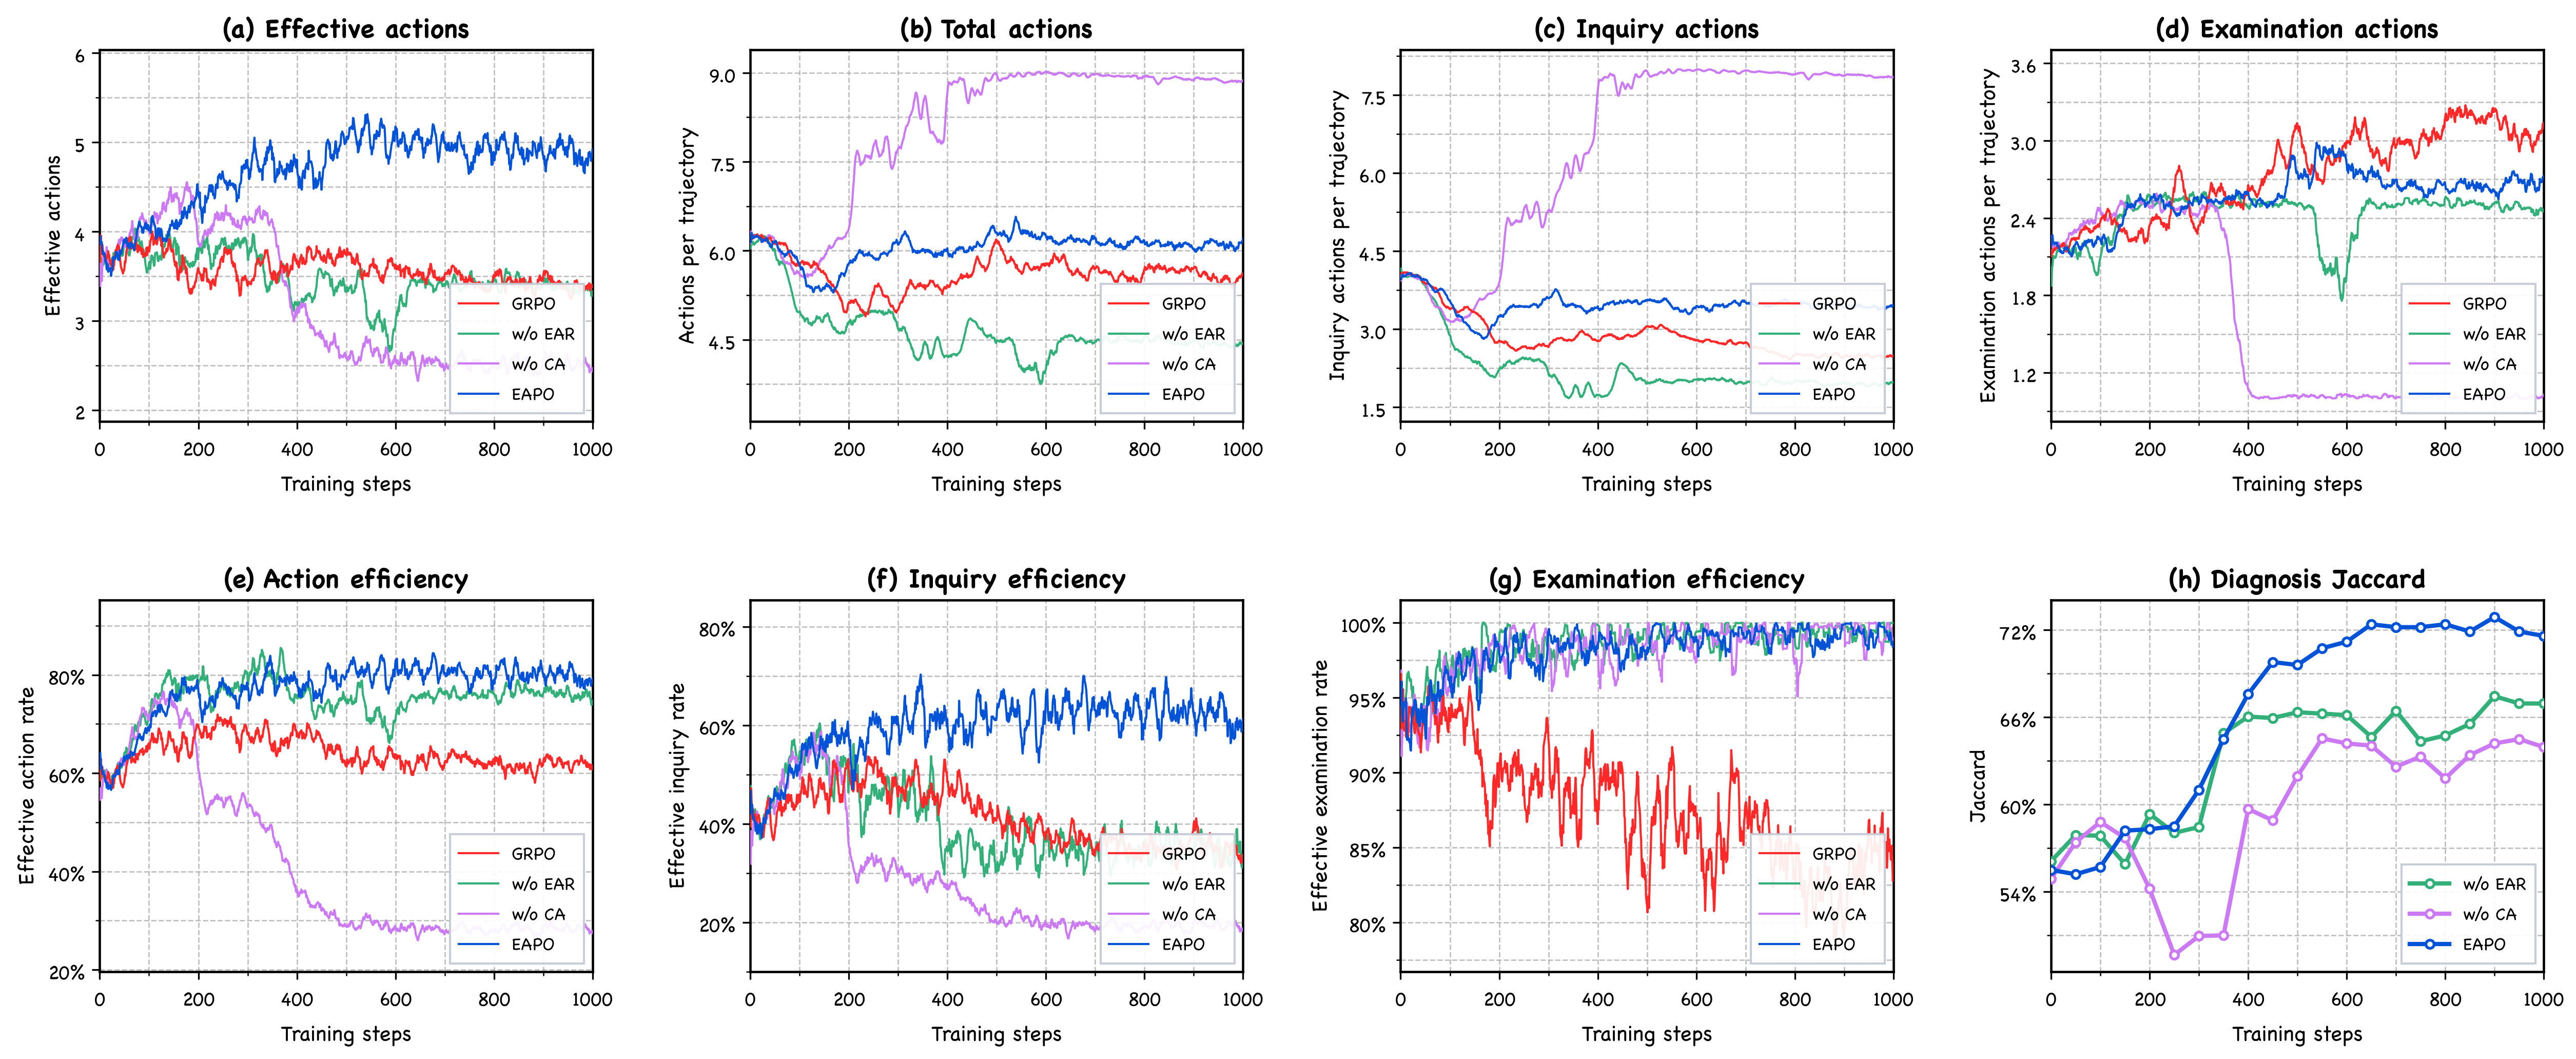 (a) Effective actions
Effective actions
6
5
4
3
2
GRPO
w/o EAR
w/o CA
EAPO
0 200 400 600 800 1000
Training steps
(b) Total actions
Actions per trajectory
9.0
7.5
6.0
4.5
GRPO
w/o EAR
w/o CA
EAPO
0 200 400 600 800 1000
Training steps
(c) Inquiry actions
Inquiry actions per trajectory
7.5
6.0
4.5
3.0
1.5
GRPO
w/o EAR
w/o CA
EAPO
0 200 400 600 800 1000
Training steps
(d) Examination actions
Examination actions per trajectory
3.6
3.0
2.4
1.8
1.2
GRPO
w/o EAR
w/o CA
EAPO
0 200 400 600 800 1000
Training steps
(e) Action efficiency
Effective action rate
80%
60%
40%
20%
GRPO
w/o EAR
w/o CA
EAPO
0 200 400 600 800 1000
Training steps
(f) Inquiry efficiency
Effective inquiry rate
80%
60%
40%
20%
GRPO
w/o EAR
w/o CA
EAPO
0 200 400 600 800 1000
Training steps
(g) Examination efficiency
Effective examination rate
100%
95%
90%
85%
80%
GRPO
w/o EAR
w/o CA
EAPO
0 200 400 600 800 1000
Training steps
(h) Diagnosis Jaccard
Jaccard
72%
66%
60%
54%
w/o EAR
w/o CA
EAPO
0 200 400 600 800 1000
Training steps